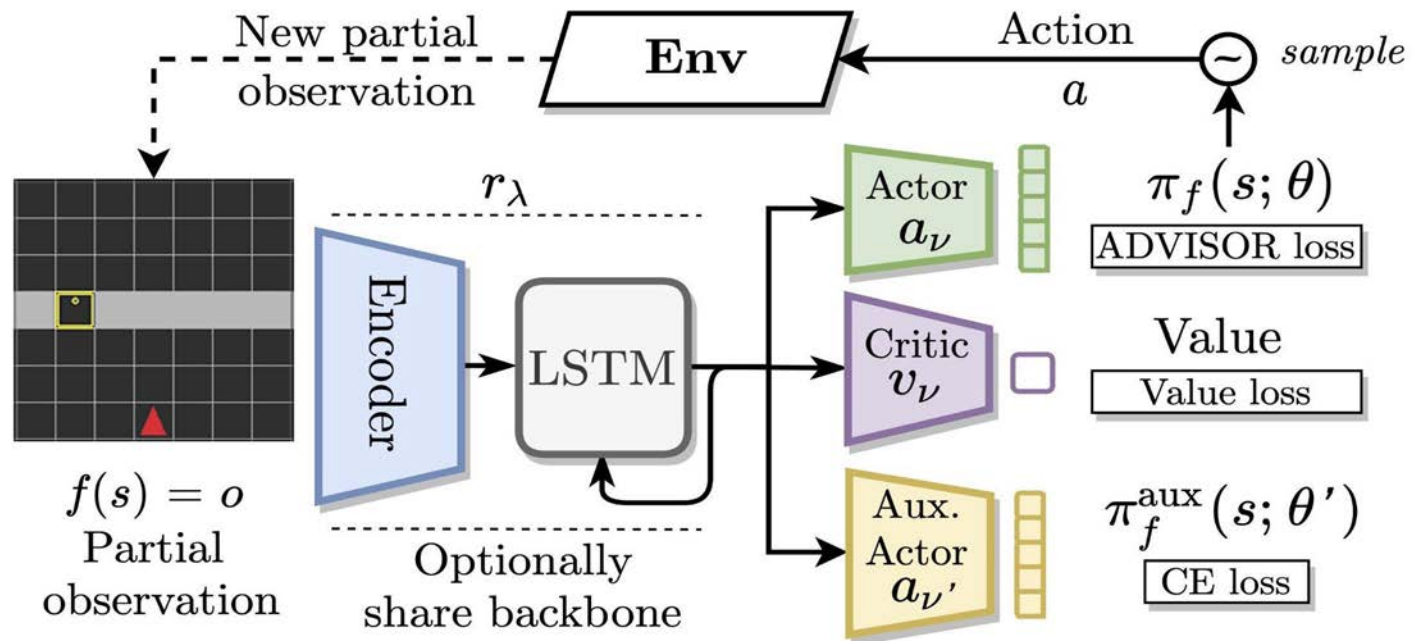 New partial
observation
Env
Action
a
~
sample
r_λ
Encoder
LSTM
Actor
a_ν
π_f(s; θ)
ADVISOR loss
Critic
v_ν
Value
Value loss
Aux.
Actor
a_ν'
π_f^aux(s; θ')
CE loss
f(s) = o
Partial
observation
Optionally
share backbone